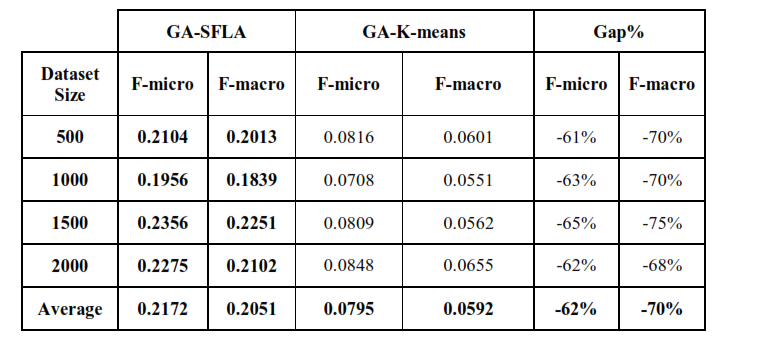 GA-SFLA GA-K-means Gap%
Dataset Size F-micro F-macro F-micro F-macro F-micro F-macro
500 0.2104 0.2013 0.0816 0.0601 -61% -70%
1000 0.1956 0.1839 0.0708 0.0551 -63% -70%
1500 0.2356 0.2251 0.0809 0.0562 -65% -75%
2000 0.2275 0.2102 0.0848 0.0655 -62% -68%
Average 0.2172 0.2051 0.0795 0.0592 -62% -70%